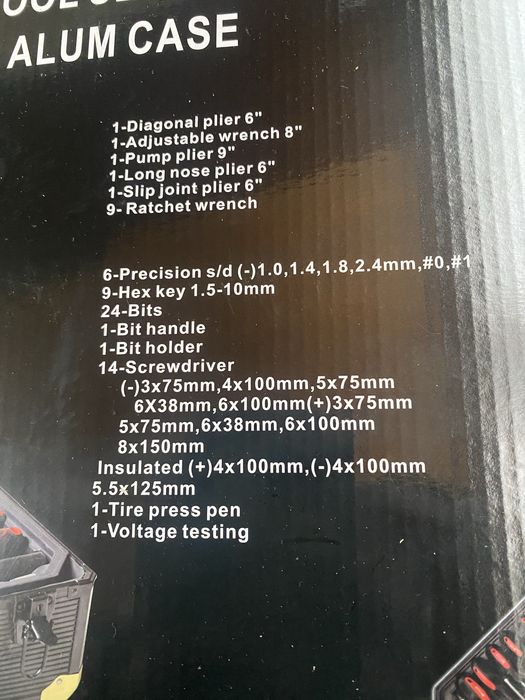 ALUM CASE
1-Diagonal plier 6"
1-Adjustable wrench 8"
1-Pump plier 9"
1-Long nose plier 6"
1-Slip joint plier 6"
9- Ratchet wrench
6-Precision s/d (-)1.0,1.4,1.8,2.4mm,#0,#1
9-Hex key 1.5-10mm
24-Bits
1-Bit handle
1-Bit holder
14-Screwdriver
(-)3x75mm,4x100mm,5x75mm
6X38mm,6x100mm(+)3x75mm
5x75mm,6x38mm,6x100mm
8x150mm
Insulated (+)4x100mm,(-)4x100mm
5.5x125mm
1-Tire press pen
1-Voltage testing